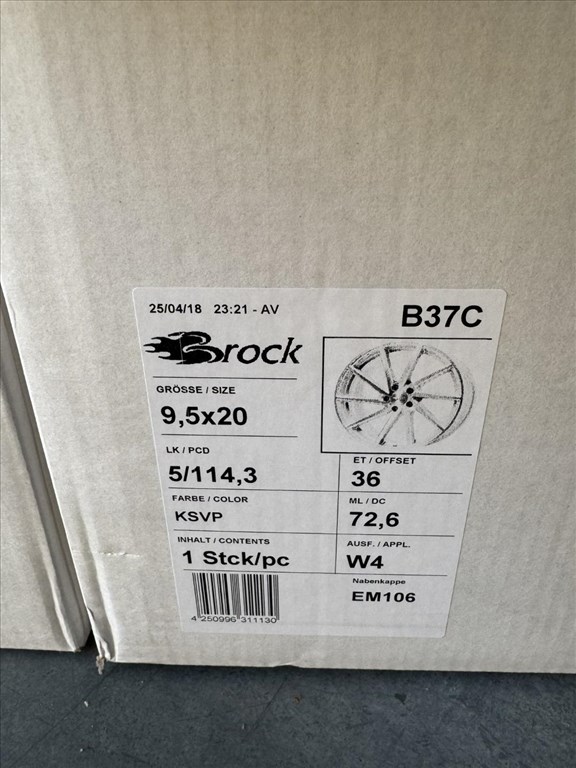 25/04/18 23:21 - AV
B37C
Brock
GRÖSSE / SIZE
9,5x20
LK / PCD
5/114,3
ET / OFFSET
36
FARBE / COLOR
KSVP
ML / DC
72,6
INHALT / CONTENTS
1 Stck/pc
AUSF. / APPL.
W4
Nabenkappe
EM106
4 250996 311130